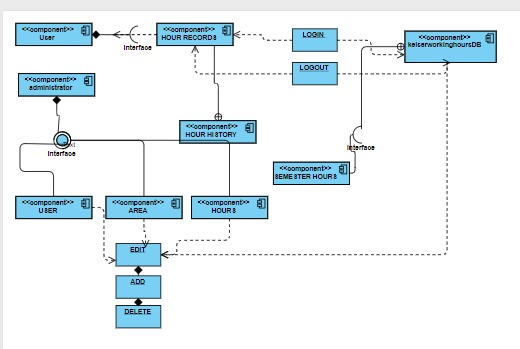 <<component>>
User
Interface
<<component>>
HOUR RECORDS
LOGIN
<<component>>
keiserworkinghoursDB
LOGOUT
<<component>>
administrator
<<component>>
HOUR HISTORY
Text
Interface
Interface
<<component>>
SEMESTER HOURS
<<component>>
USER
<<component>>
AREA
<<component>>
HOURS
EDIT
ADD
DELETE